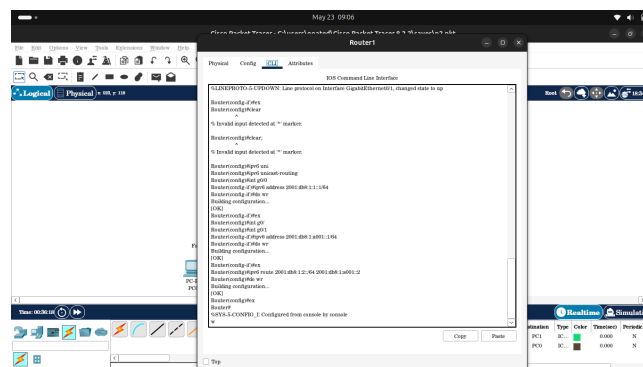 May 23 09:06
Cisco Packet Tracer
Router1
File Edit Options View Tools Extensions Window Help
Physical Config CLI Attributes
IOS Command Line Interface
Logical Physical
Root
%LINEPROTO-5-UPDOWN: Line protocol on Interface GigabitEthernet0/1, changed state to up
Router(config-if)#ex
Router(config)#clear
^
% Invalid input detected at '^' marker.
Router(config)#clear;
^
% Invalid input detected at '^' marker.
Router(config)#ipv6 uni
Router(config)#ipv6 unicast-routing
Router(config)#int g0/0
Router(config-if)#ipv6 address 2001:db8:1:1::1/64
Router(config-if)#do wr
Building configuration...
[OK]
Router(config-if)#ex
Router(config)#int g0/
Router(config)#int g0/1
Router(config-if)#ipv6 address 2001:db8:1:a001::1/64
Router(config-if)#do wr
Building configuration...
[OK]
Router(config-if)#ex
Router(config)#ipv6 route 2001:db8:1:2::/64 2001:db8:1:a001::2
Router(config)#do wr
Building configuration...
[OK]
Router(config)#ex
Router#
%SYS-5-CONFIG_I: Configured from console by console
w
Copy Paste
Top
Time: 00:36:18
Realtime Simulati
Type Color Time(sec) Periodic
PC1 IC... 0.000 N
PC0 IC... 0.000 N